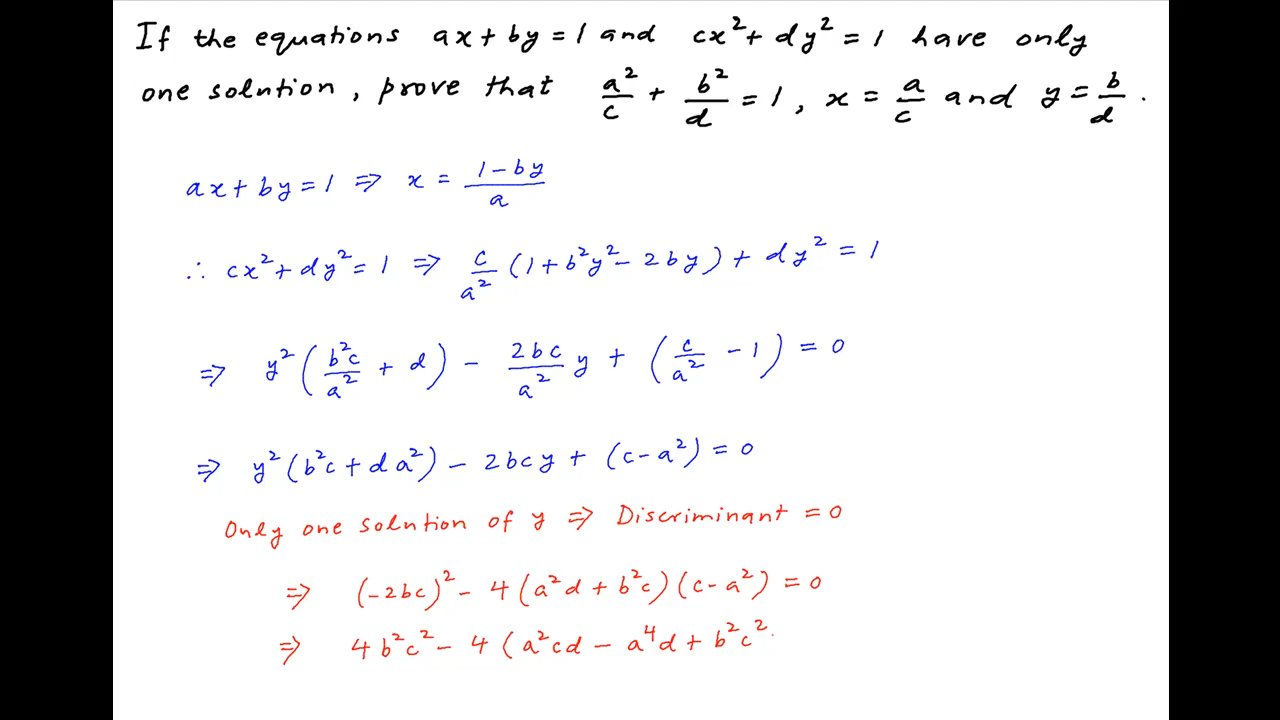 If the equations ax + by = 1 and cx² + dy² = 1 have only
one solution, prove that a²/c + b²/d = 1, x = a/c and y = b/d.
ax + by = 1 ⇒ x = (1 - by)/a
∴ cx² + dy² = 1 ⇒ c/a² (1 + b²y² - 2by) + dy² = 1
⇒ y² (b²c/a² + d) - 2bc/a² y + (c/a² - 1) = 0
⇒ y² (b²c + da²) - 2bcy + (c - a²) = 0
Only one solution of y ⇒ Discriminant = 0
⇒ (-2bc)² - 4 (a²d + b²c) (c - a²) = 0
⇒ 4b²c² - 4 (a²cd - a⁴d + b²c²